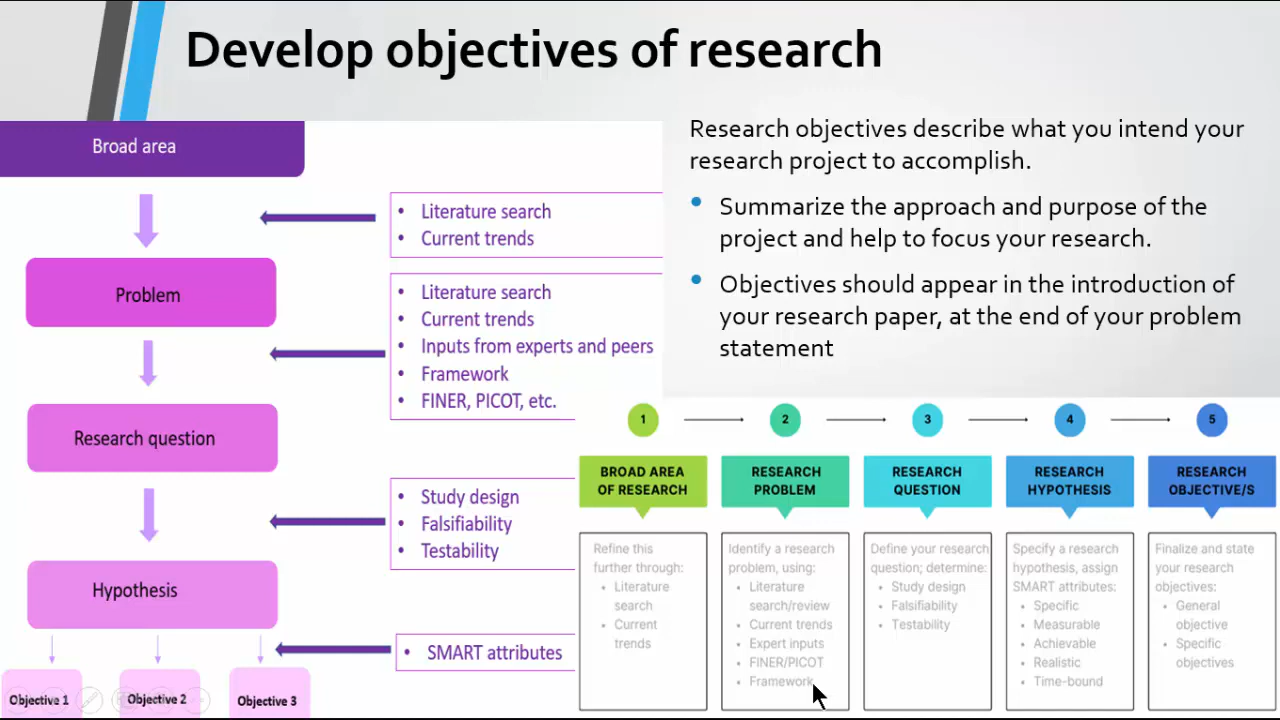 Develop objectives of research
Broad area
Literature search
Current trends
Problem
Literature search
Current trends
Inputs from experts and peers
Framework
FINER, PICOT, etc.
Research question
Study design
Falsifiability
Testability
Hypothesis
SMART attributes
Objective 1
Objective 2
Objective 3
Research objectives describe what you intend your
research project to accomplish.
Summarize the approach and purpose of the
project and help to focus your research.
Objectives should appear in the introduction of
your research paper, at the end of your problem
statement
1
2
3
4
5
BROAD AREA
OF RESEARCH
Refine this
further through:
Literature
search
Current
trends
RESEARCH
PROBLEM
Identify a research
problem, using:
Literature
search/review
Current trends
Expert inputs
FINER/PICOT
Framework
RESEARCH
QUESTION
Define your research
question; determine:
Study design
Falsifiability
Testability
RESEARCH
HYPOTHESIS
Specify a research
hypothesis, assign
SMART attributes:
Specific
Measurable
Achievable
Realistic
Time-bound
RESEARCH
OBJECTIVE/S
Finalize and state
your research
objectives:
General
objective
Specific
objectives